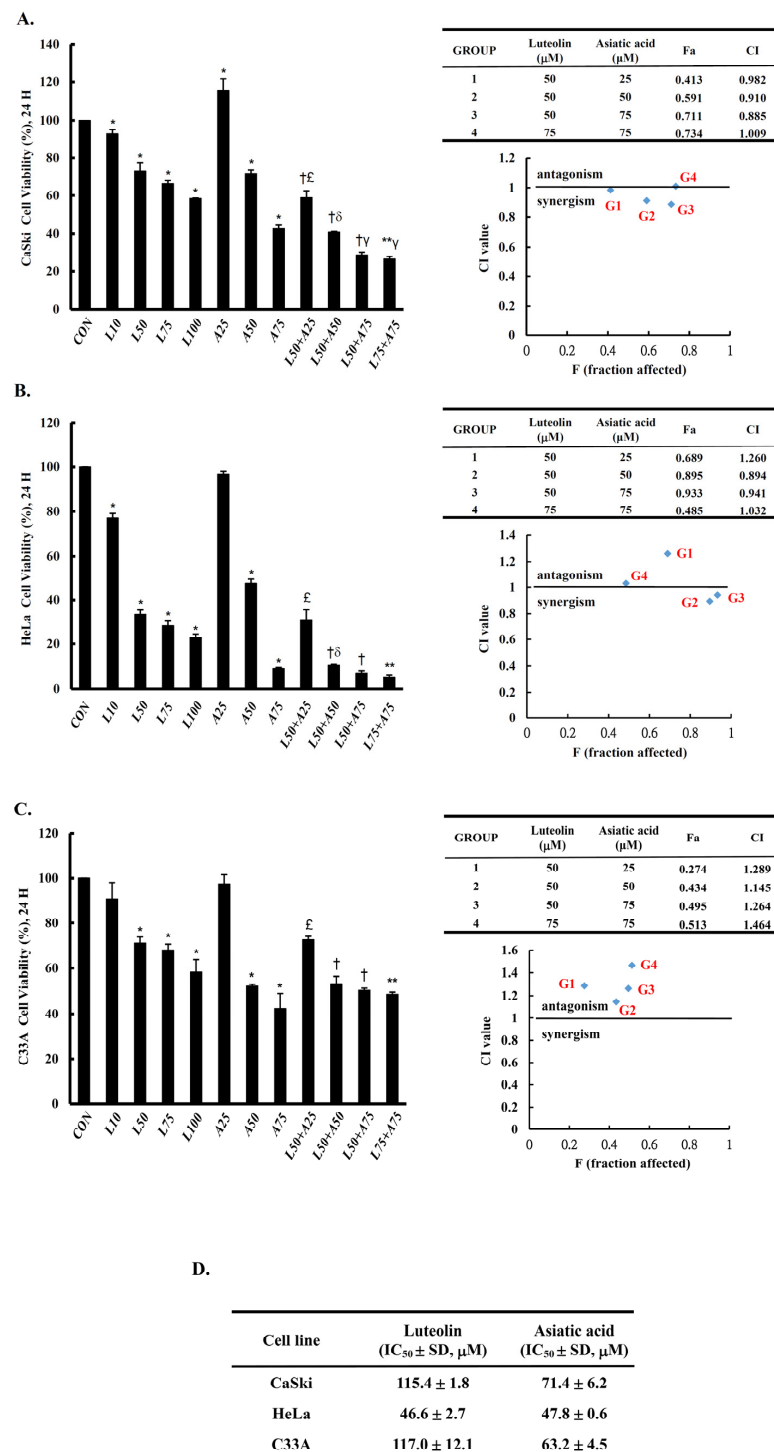 A.
CaSki Cell Viability (%), 24 H
140
120
100
80
60
40
20
0
* * * * * * * †£ †δ †γ **γ
CON L10 L50 L75 L100 A25 A50 A75 L50+A25 L50+A50 L50+A75 L75+A75
GROUP Luteolin (μM) Asiatic acid (μM) Fa CI
1 50 25 0.413 0.982
2 50 50 0.591 0.910
3 50 75 0.711 0.885
4 75 75 0.734 1.009
CI value
1.2
1
0.8
0.6
0.4
0.2
0
antagonism
synergism
G1 G2 G3 G4
0 0.2 0.4 0.6 0.8 1
F (fraction affected)
B.
HeLa Cell Viability (%), 24 H
120
100
80
60
40
20
0
* * * * * * £ †δ † **
CON L10 L50 L75 L100 A25 A50 A75 L50+A25 L50+A50 L50+A75 L75+A75
GROUP Luteolin (μM) Asiatic acid (μM) Fa CI
1 50 25 0.689 1.260
2 50 50 0.895 0.894
3 50 75 0.933 0.941
4 75 75 0.485 1.032
CI value
1.4
1.2
1
0.8
0.6
0.4
0.2
0
antagonism
synergism
G1 G4 G2 G3
0 0.2 0.4 0.6 0.8 1
F (fraction affected)
C.
C33A Cell Viability (%), 24 H
120
100
80
60
40
20
0
* * * * * £ † † **
CON L10 L50 L75 L100 A25 A50 A75 L50+A25 L50+A50 L50+A75 L75+A75
GROUP Luteolin (μM) Asiatic acid (μM) Fa CI
1 50 25 0.274 1.289
2 50 50 0.434 1.145
3 50 75 0.495 1.264
4 75 75 0.513 1.464
CI value
1.6
1.4
1.2
1
0.8
0.6
0.4
0.2
0
antagonism
synergism
G1 G4 G3 G2
0 0.2 0.4 0.6 0.8 1
F (fraction affected)
D.
Cell line Luteolin (IC50 ± SD, μM) Asiatic acid (IC50 ± SD, μM)
CaSki 115.4 ± 1.8 71.4 ± 6.2
HeLa 46.6 ± 2.7 47.8 ± 0.6
C33A 117.0 ± 12.1 63.2 ± 4.5